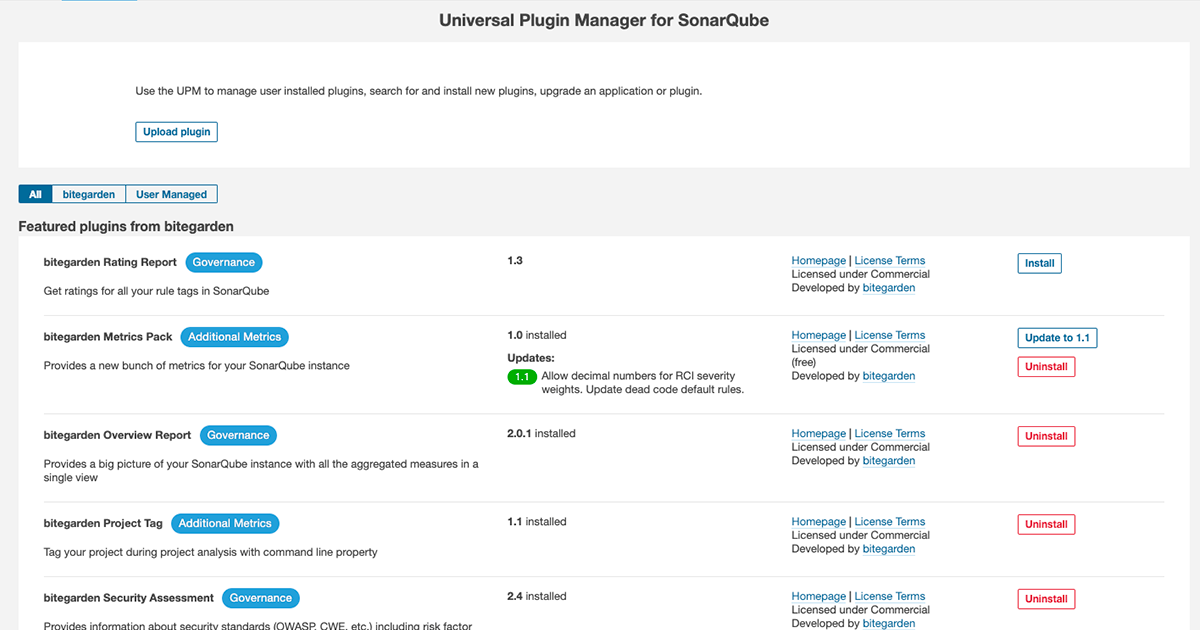 Universal Plugin Manager for SonarQube
Use the UPM to manage user installed plugins, search for and install new plugins, upgrade an application or plugin.
Upload plugin
All bitegarden User Managed
Featured plugins from bitegarden
bitegarden Rating Report Governance
Get ratings for all your rule tags in SonarQube
1.3
Homepage | License Terms
Licensed under Commercial
Developed by bitegarden
Install
bitegarden Metrics Pack Additional Metrics
Provides a new bunch of metrics for your SonarQube instance
1.0 installed
Updates:
1.1 Allow decimal numbers for RCI severity
weights. Update dead code default rules.
Homepage | License Terms
Licensed under Commercial
(free)
Developed by bitegarden
Update to 1.1
Uninstall
bitegarden Overview Report Governance
Provides a big picture of your SonarQube instance with all the aggregated measures in a
single view
2.0.1 installed
Homepage | License Terms
Licensed under Commercial
Developed by bitegarden
Uninstall
bitegarden Project Tag Additional Metrics
Tag your project during project analysis with command line property
1.1 installed
Homepage | License Terms
Licensed under Commercial
Developed by bitegarden
Uninstall
bitegarden Security Assessment Governance
Provides information about security standards (OWASP, CWE, etc.) including risk factor
2.4 installed
Homepage | License Terms
Licensed under Commercial
Developed by bitegarden
Uninstall